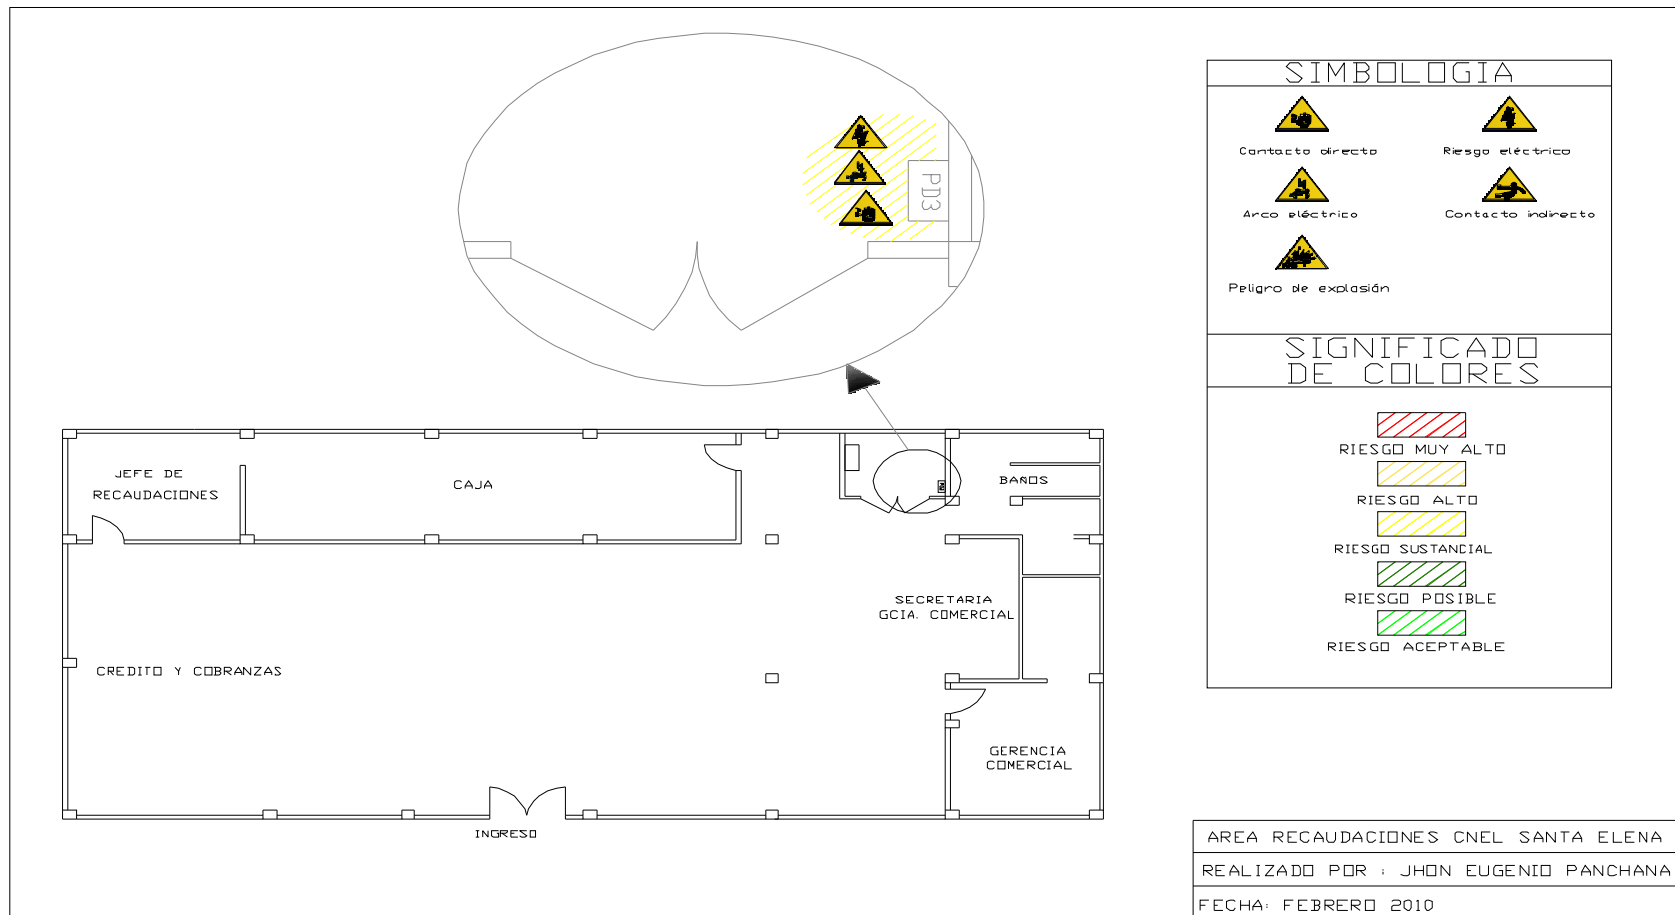 SIMBOLOGIA
Contacto directo
Riesgo eléctrico
Arco eléctrico
Contacto indirecto
Peligro de explasión
SIGNIFICADO
DE COLORES
RIESGO MUY ALTO
RIESGO ALTO
RIESGO SUSTANCIAL
RIESGO POSIBLE
RIESGO ACEPTABLE
PD3
JEFE DE
RECAUDACIONES
CAJA
BAÑOS
SECRETARIA
GCIA. COMERCIAL
CREDITO Y COBRANZAS
GERENCIA
COMERCIAL
INGRESO
AREA RECAUDACIONES CNEL SANTA ELENA
REALIZADO POR : JHON EUGENIO PANCHANA
FECHA: FEBRERO 2010